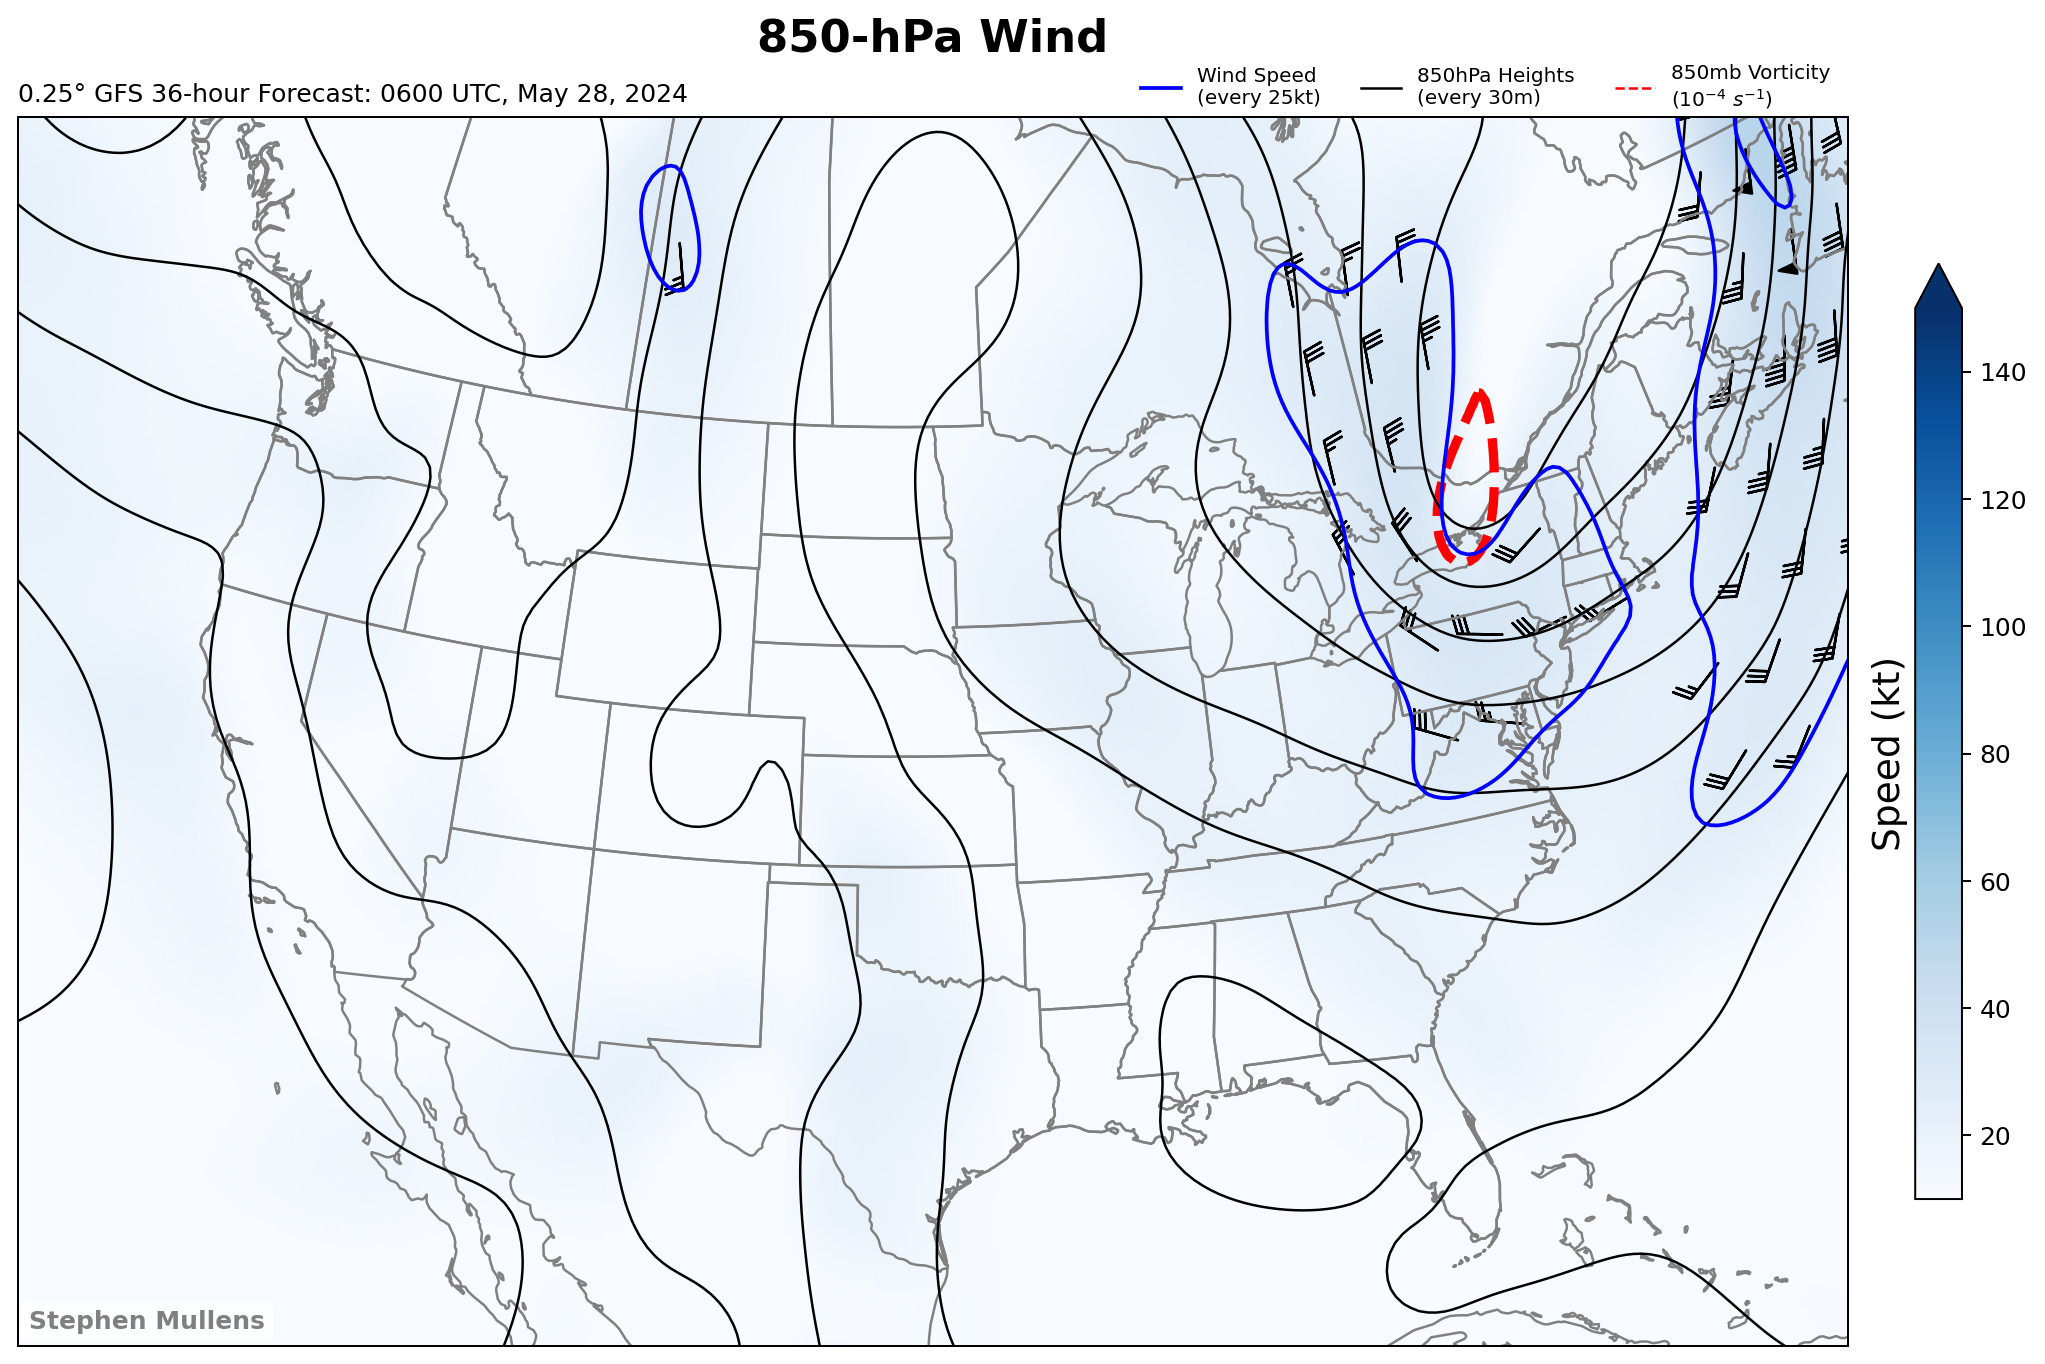 850-hPa Wind
0.25° GFS 36-hour Forecast: 0600 UTC, May 28, 2024
Wind Speed
(every 25kt)
850hPa Heights
(every 30m)
850mb Vorticity
(10⁻⁴ s⁻¹)
140
120
100
80
60
40
20
Speed (kt)
Stephen Mullens